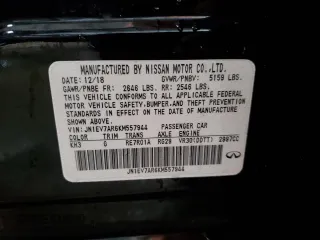 MANUFACTURED BY NISSAN MOTOR CO.,LTD.
DATE: 12/18 GVWR/PNBV: 5159 LBS.
GAWR/PNBE FR: 2646 LBS. RR: 2546 LBS.
THIS VEHICLE CONFORMS TO ALL APPLICABLE FEDERAL
MOTOR VEHICLE SAFETY,BUMPER,AND THEFT PREVENTION
STANDARDS IN EFFECT ON THE DATE OF MANUFACTURE
SHOWN ABOVE.
VIN: JN1EV7AR6KM557944 PASSENGER CAR
COLOR TRIM TRANS AXLE ENGINE
KH3 G RE7R01A RG28 VR30(DDTT) 2997CC
JN1EV7AR6KM557944